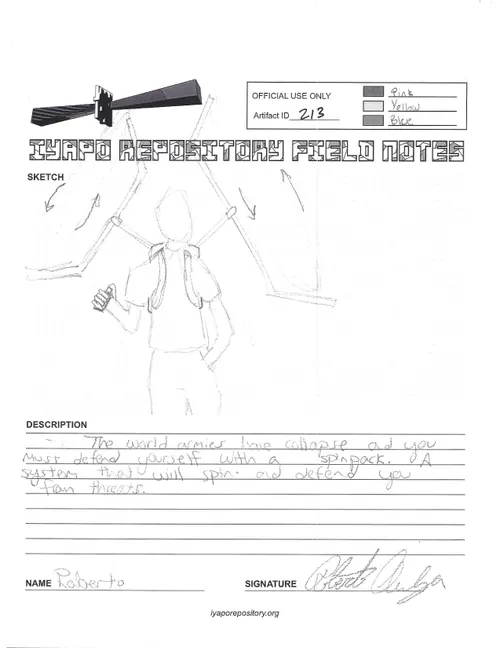 OFFICIAL USE ONLY
Pink
Yellow
Artifact ID 213
Blue
IYAPO REPOSITORY FIELD NOTES
SKETCH
DESCRIPTION
The world armies have collapse and you
must defend yourself with a spinpack. A
system that will spin and defend you
from threats.
NAME Roberto
SIGNATURE
iyaporepository.org